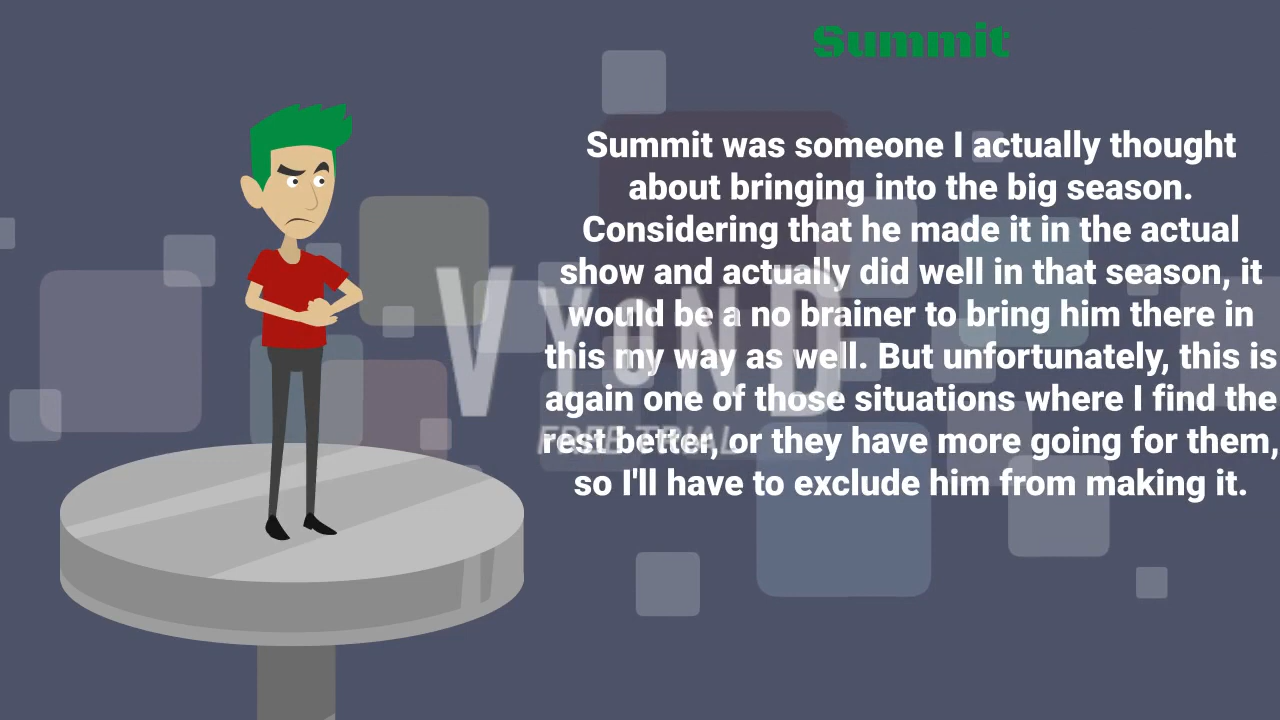 Summit
Summit was someone I actually thought
about bringing into the big season.
Considering that he made it in the actual
show and actually did well in that season, it
would be a no brainer to bring him there in
this my way as well. But unfortunately, this is
again one of those situations where I find the
rest better, or they have more going for them,
so I'll have to exclude him from making it.
VYOND
FREE TRIAL